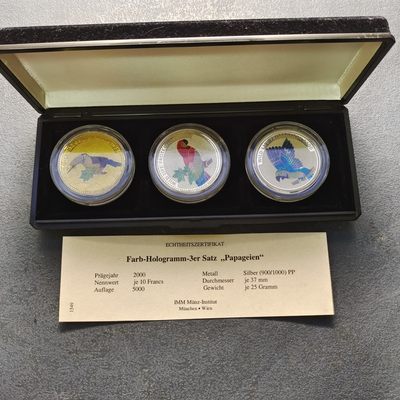 ECHTHEITSZERTIFIKAT
Farb-Hologramm-3er Satz „Papageien“
Prägejahr 2000 Metall Silber (900/1000) PP
Nennwert je 10 Francs Durchmesser je 37 mm
Auflage 5000 Gewicht je 25 Gramm
IMM Münz-Institut
München • Wien